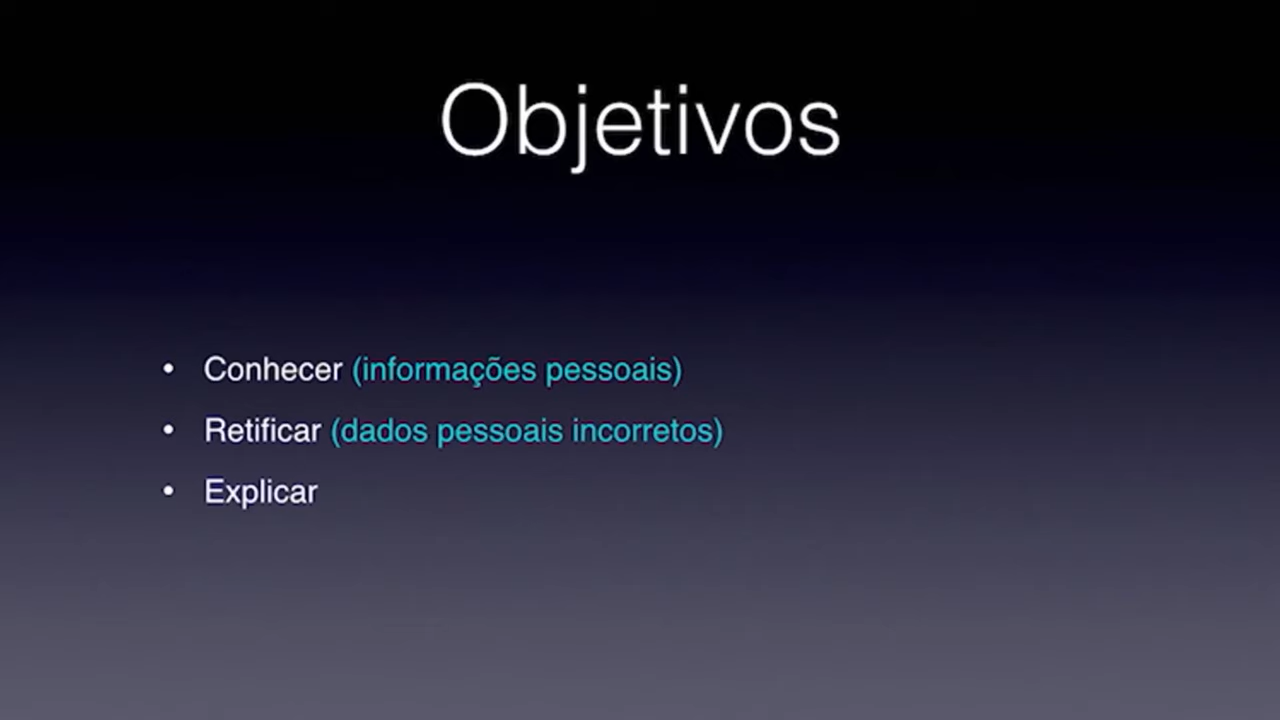 Objetivos
• Conhecer (informações pessoais)
• Retificar (dados pessoais incorretos)
• Explicar